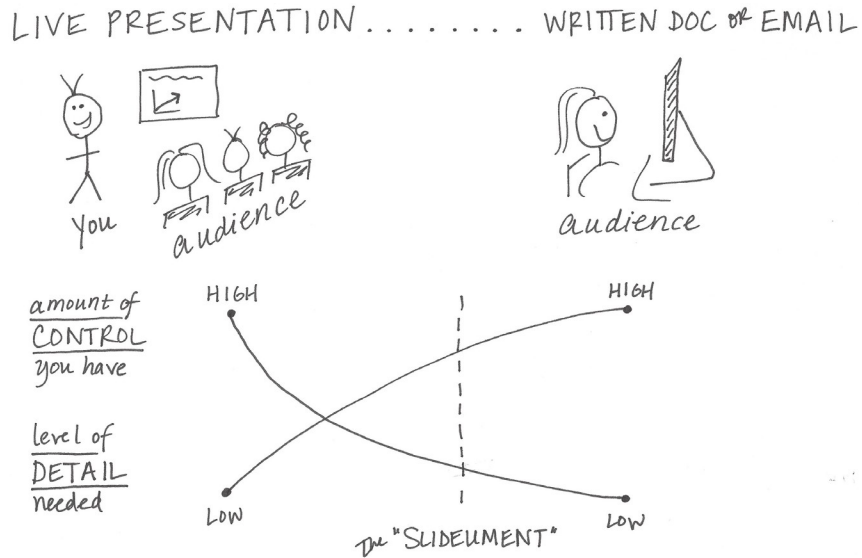 LIVE PRESENTATION........ WRITTEN DOC OR EMAIL
you
audience
audience
amount of
CONTROL
you have
level of
DETAIL
needed
HIGH
HIGH
LOW
LOW
The "SLIDEUMENT"